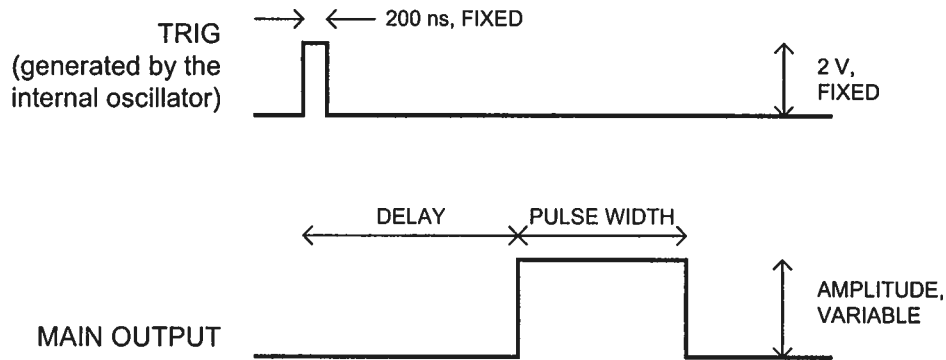 TRIG
(generated by the
internal oscillator)
200 ns, FIXED
2 V,
FIXED
DELAY
PULSE WIDTH
MAIN OUTPUT
AMPLITUDE,
VARIABLE